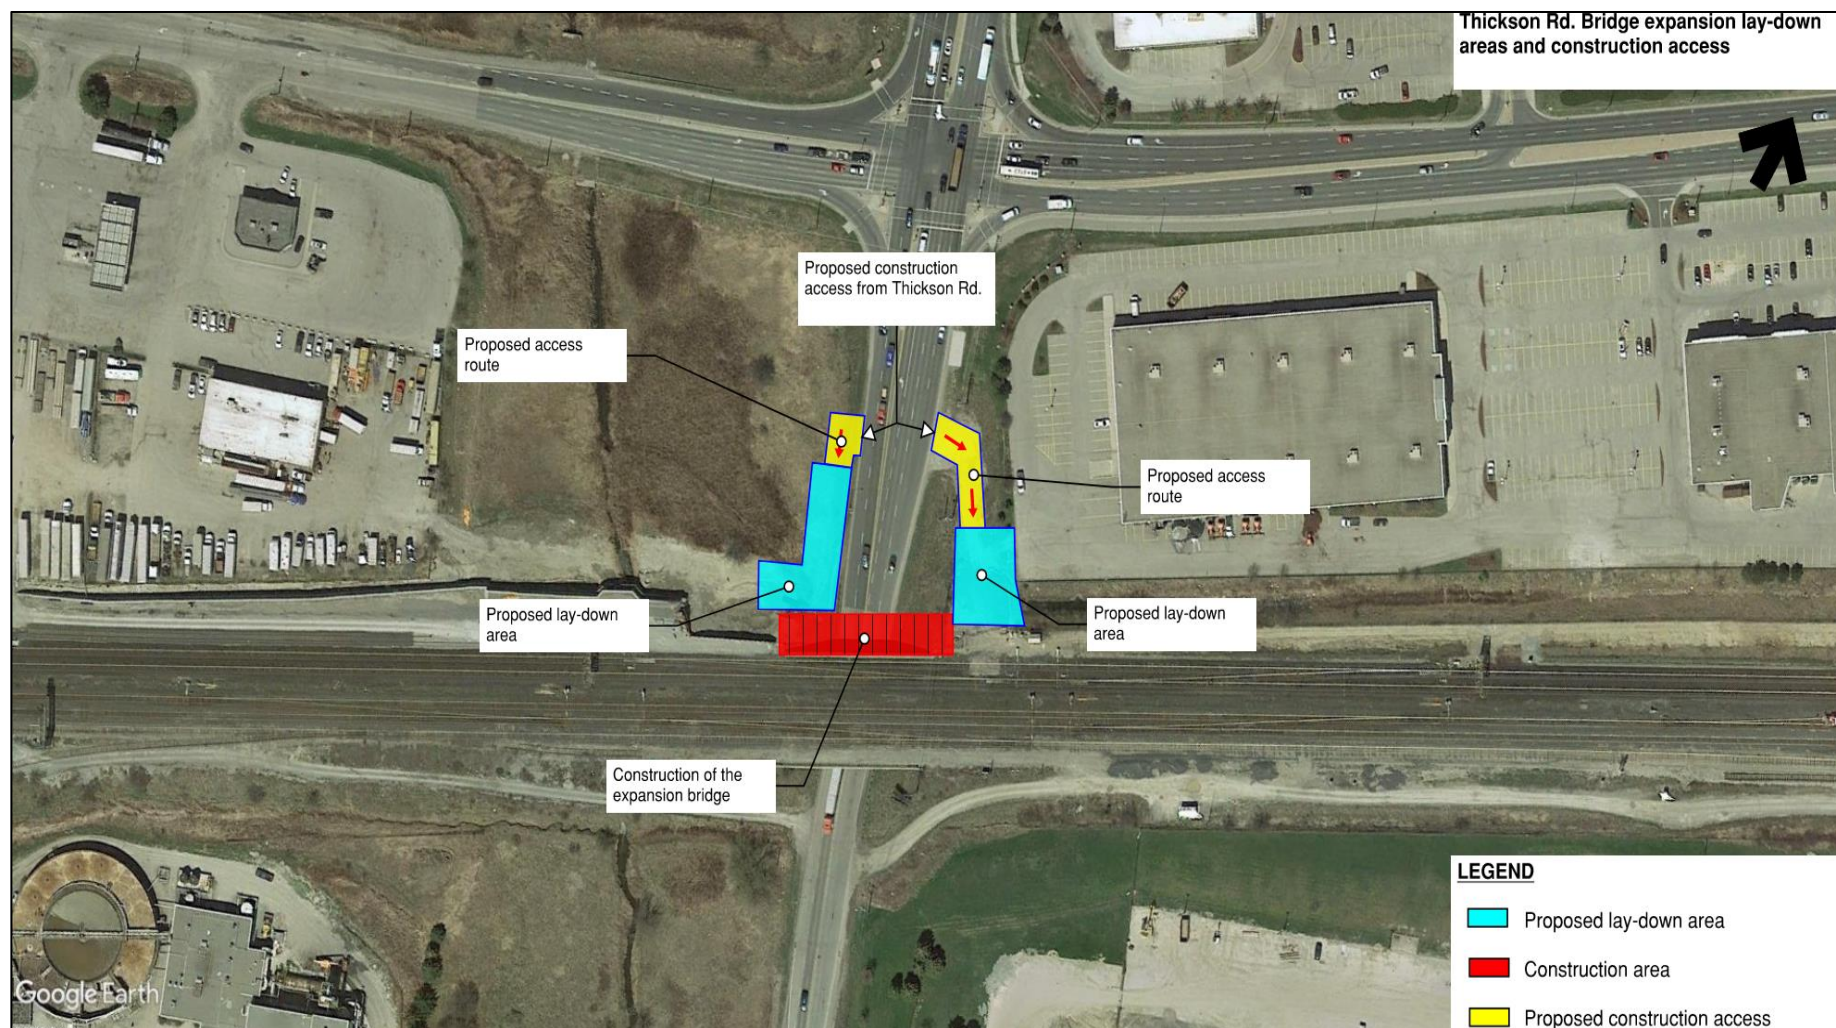 Thickson Rd. Bridge expansion lay-down
areas and construction access
Proposed construction
access from Thickson Rd.
Proposed access
route
Proposed access
route
Proposed lay-down
area
Proposed lay-down
area
Construction of the
expansion bridge
LEGEND
Proposed lay-down area
Construction area
Proposed construction access
Google Earth